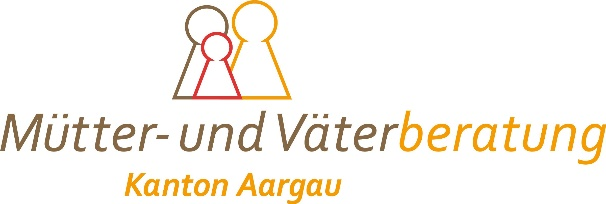 Mütter- und Väterberatung
Kanton Aargau